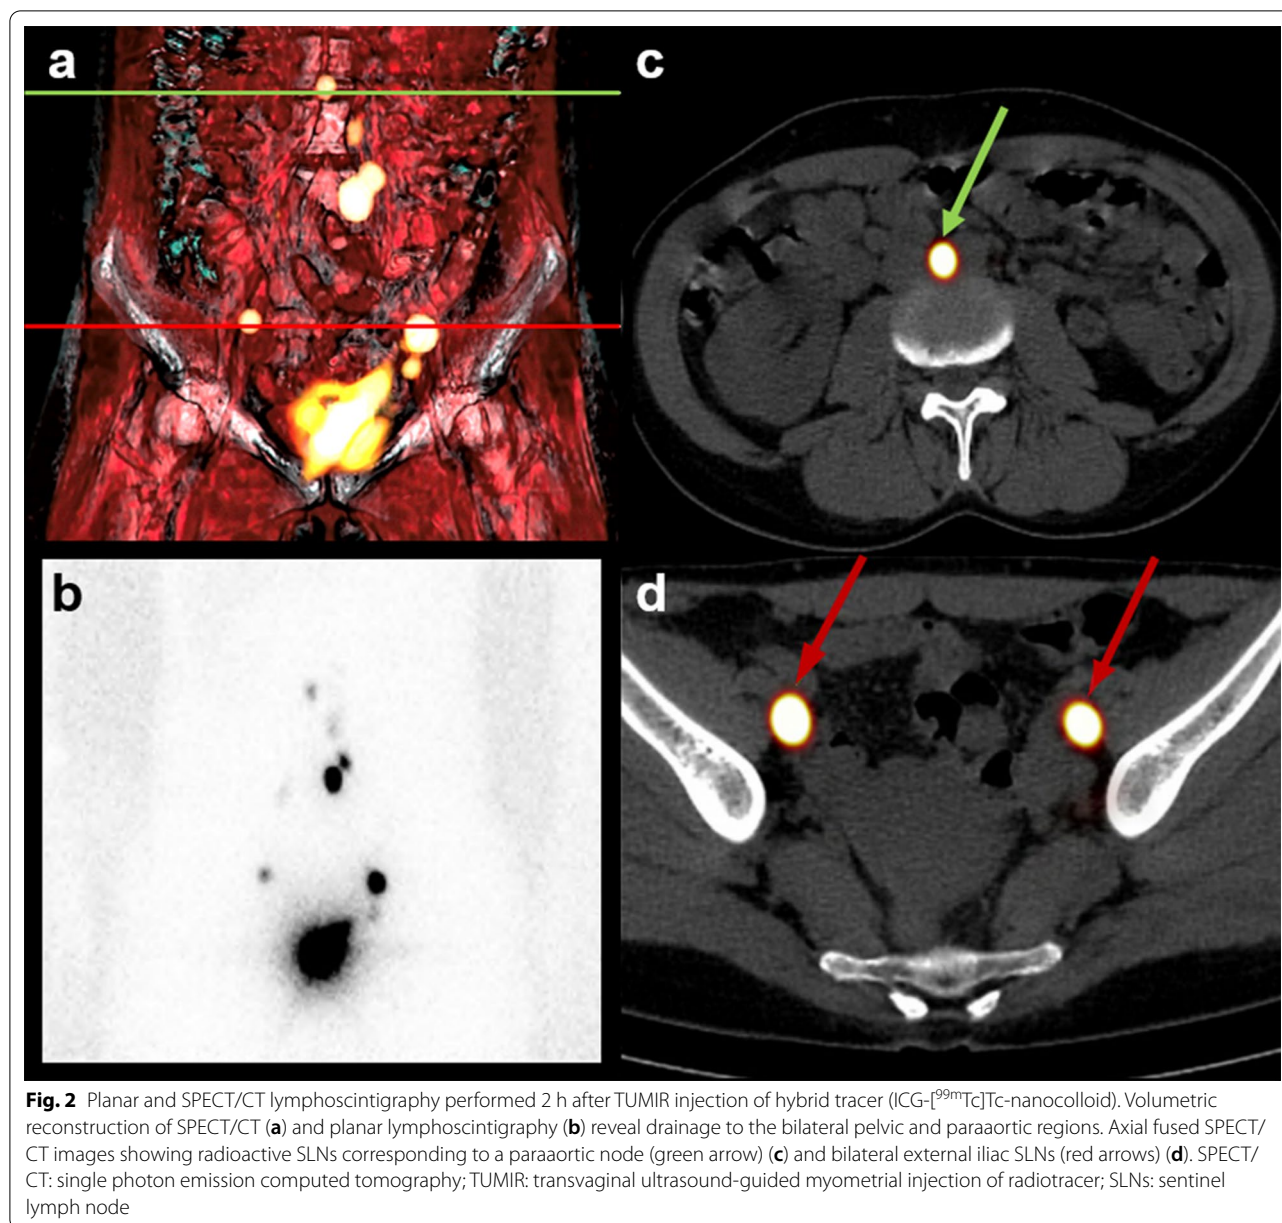 a
c
b
d
Fig. 2 Planar and SPECT/CT lymphoscintigraphy performed 2 h after TUMIR injection of hybrid tracer (ICG-[⁹⁹ᵐTc]Tc-nanocolloid). Volumetric
reconstruction of SPECT/CT (a) and planar lymphoscintigraphy (b) reveal drainage to the bilateral pelvic and paraaortic regions. Axial fused SPECT/
CT images showing radioactive SLNs corresponding to a paraaortic node (green arrow) (c) and bilateral external iliac SLNs (red arrows) (d). SPECT/
CT: single photon emission computed tomography; TUMIR: transvaginal ultrasound-guided myometrial injection of radiotracer; SLNs: sentinel
lymph node